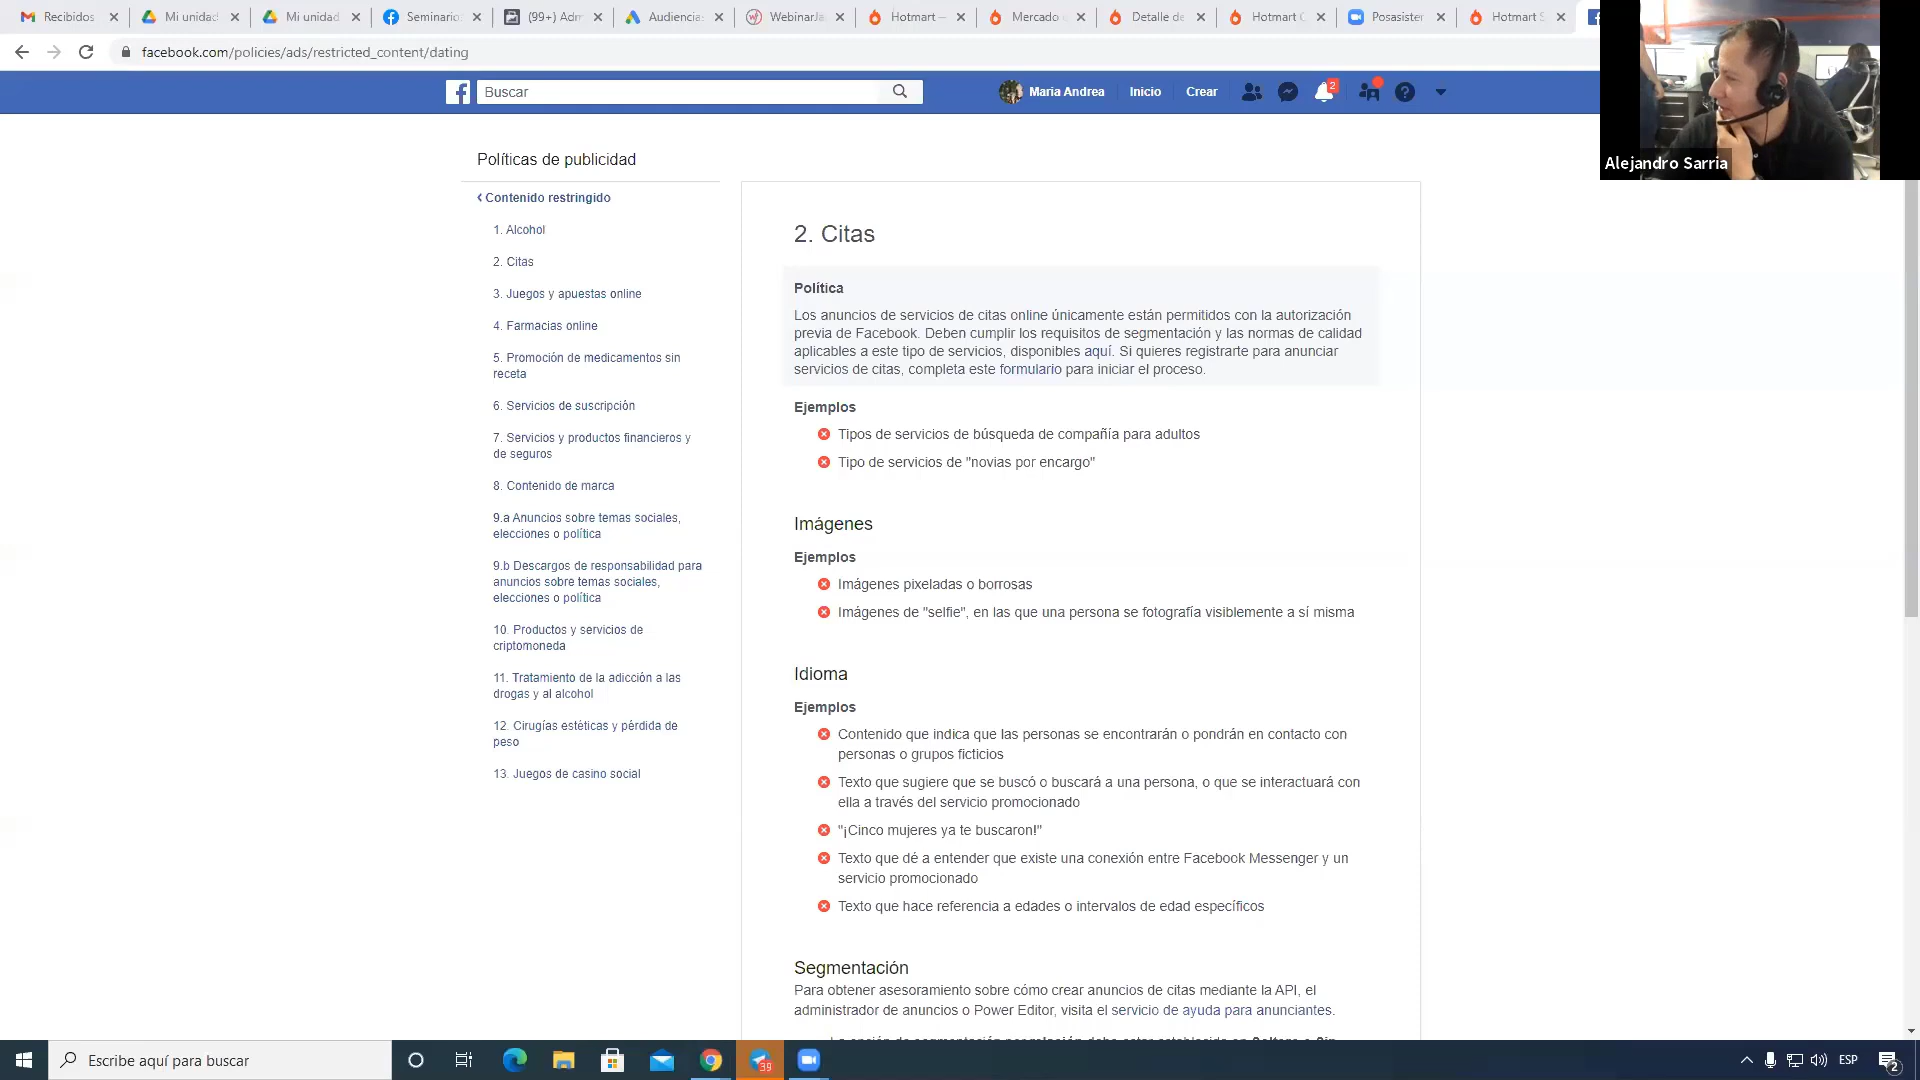 Recibidos
Mi unidad
Mi unidad
Seminario
(99+) Adm
Audiencias
WebinarJa
Hotmart –
Mercado
Detalle de
Hotmart
Posasister
Hotmart S
facebook.com/policies/ads/restricted_content/dating
Buscar
Maria Andrea
Inicio
Crear
2
Alejandro Sarria
Políticas de publicidad
Contenido restringido
1. Alcohol
2. Citas
3. Juegos y apuestas online
4. Farmacias online
5. Promoción de medicamentos sin
receta
6. Servicios de suscripción
7. Servicios y productos financieros y
de seguros
8. Contenido de marca
9.a Anuncios sobre temas sociales,
elecciones o política
9.b Descargos de responsabilidad para
anuncios sobre temas sociales,
elecciones o política
10. Productos y servicios de
criptomoneda
11. Tratamiento de la adicción a las
drogas y al alcohol
12. Cirugías estéticas y pérdida de
peso
13. Juegos de casino social
2. Citas
Política
Los anuncios de servicios de citas online únicamente están permitidos con la autorización
previa de Facebook. Deben cumplir los requisitos de segmentación y las normas de calidad
aplicables a este tipo de servicios, disponibles aquí. Si quieres registrarte para anunciar
servicios de citas, completa este formulario para iniciar el proceso.
Ejemplos
Tipos de servicios de búsqueda de compañía para adultos
Tipo de servicios de "novias por encargo"
Imágenes
Ejemplos
Imágenes pixeladas o borrosas
Imágenes de "selfie", en las que una persona se fotografía visiblemente a sí misma
Idioma
Ejemplos
Contenido que indica que las personas se encontrarán o pondrán en contacto con
personas o grupos ficticios
Texto que sugiere que se buscó o buscará a una persona, o que se interactuará con
ella a través del servicio promocionado
"¡Cinco mujeres ya te buscaron!"
Texto que dé a entender que existe una conexión entre Facebook Messenger y un
servicio promocionado
Texto que hace referencia a edades o intervalos de edad específicos
Segmentación
Para obtener asesoramiento sobre cómo crear anuncios de citas mediante la API, el
administrador de anuncios o Power Editor, visita el servicio de ayuda para anunciantes.
Escribe aquí para buscar
39
ESP
2